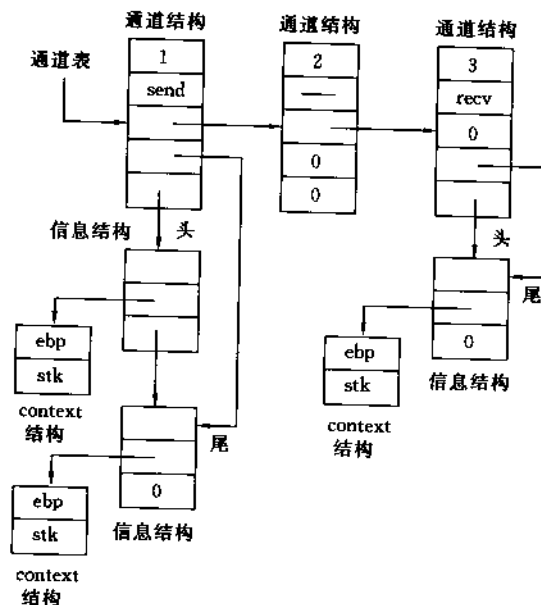 通道结构
通道结构
通道结构
通道表
1
send
2
0
0
3
recv
0
信息结构
头
头
尾
ebp
stk
context
结构
0
信息结构
ebp
stk
context
结构
尾
0
信息结构
ebp
stk
context
结构